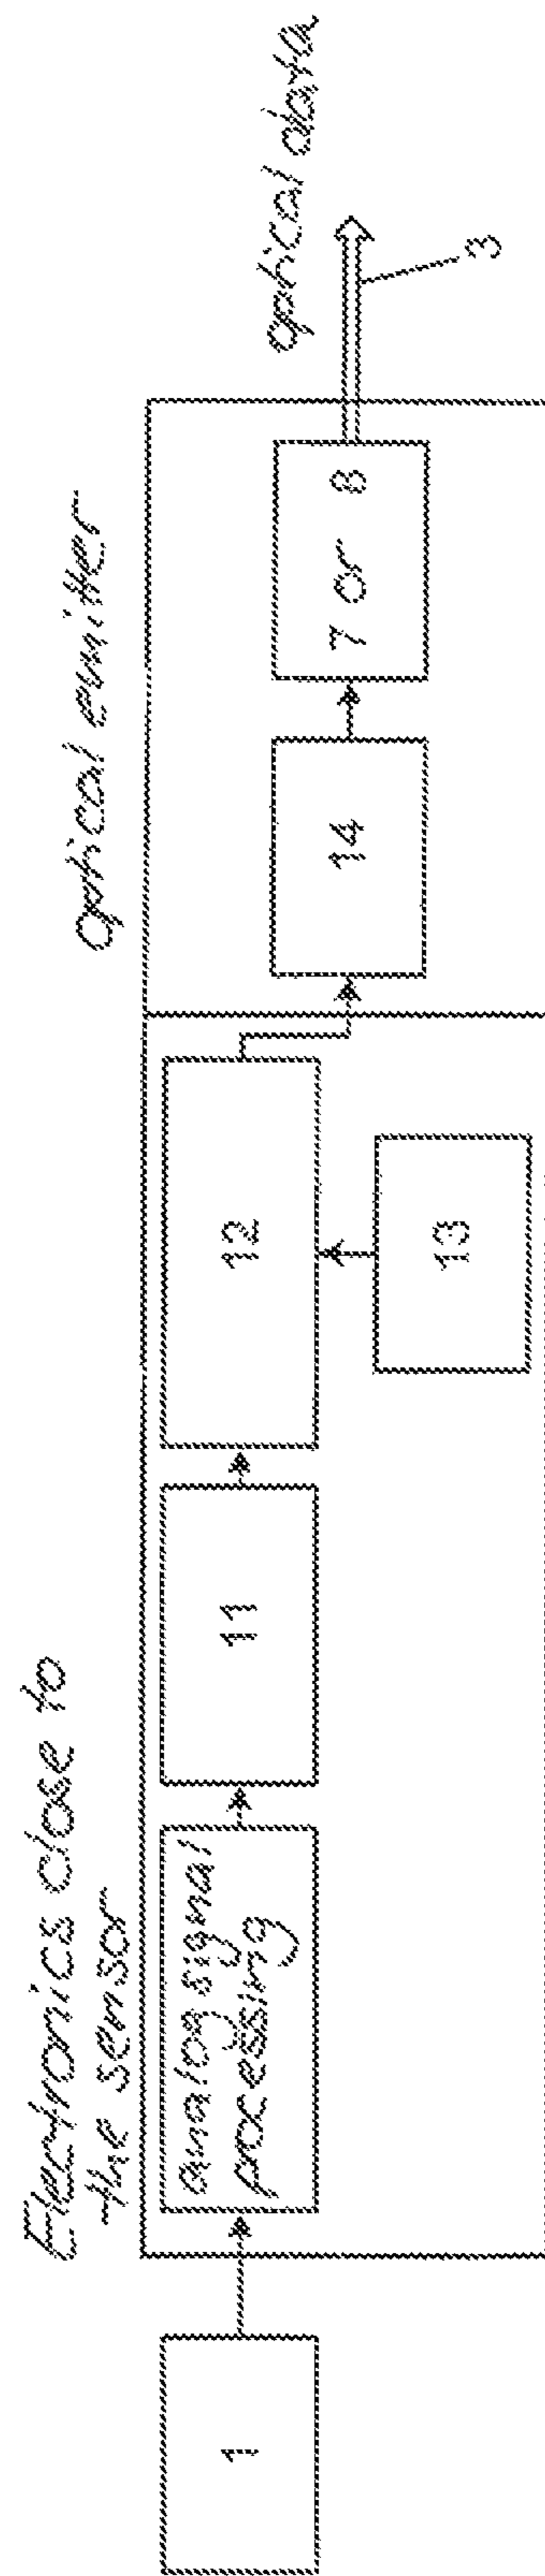 Electronics close to
the sensor
optical emitter
optical data
1
analog signal
processing
11
12
13
14
7 or 8
3